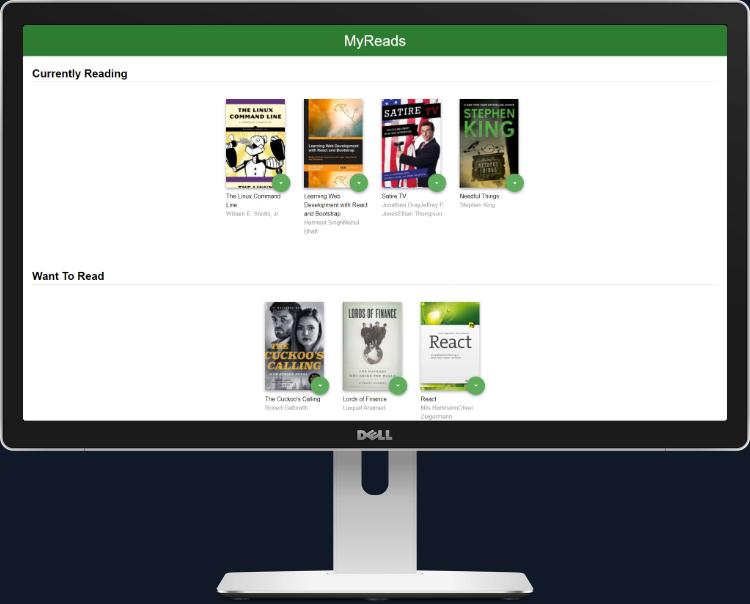 MyReads
Currently Reading
THE LINUX
COMMAND LINE
Learning Web Development
with React and Bootstrap
SATIRE TV
STEPHEN
KING
NEEDFUL
THINGS
The Linux Command
Line
William E. Shotts, Jr.
Learning Web
Development with React
and Bootstrap
Harmeet SinghMehul
Bhatt
Satire TV
Jonathan GrayJeffrey P.
JonesEthan Thompson
Needful Things
Stephen King
Want To Read
THE
CUCKOO'S
CALLING
LORDS OF FINANCE
React
The Cuckoo's Calling
Robert Galbraith
Lords of Finance
Liaquat Ahamed
React
Nils HartmannOliver
Zeigermann
DELL